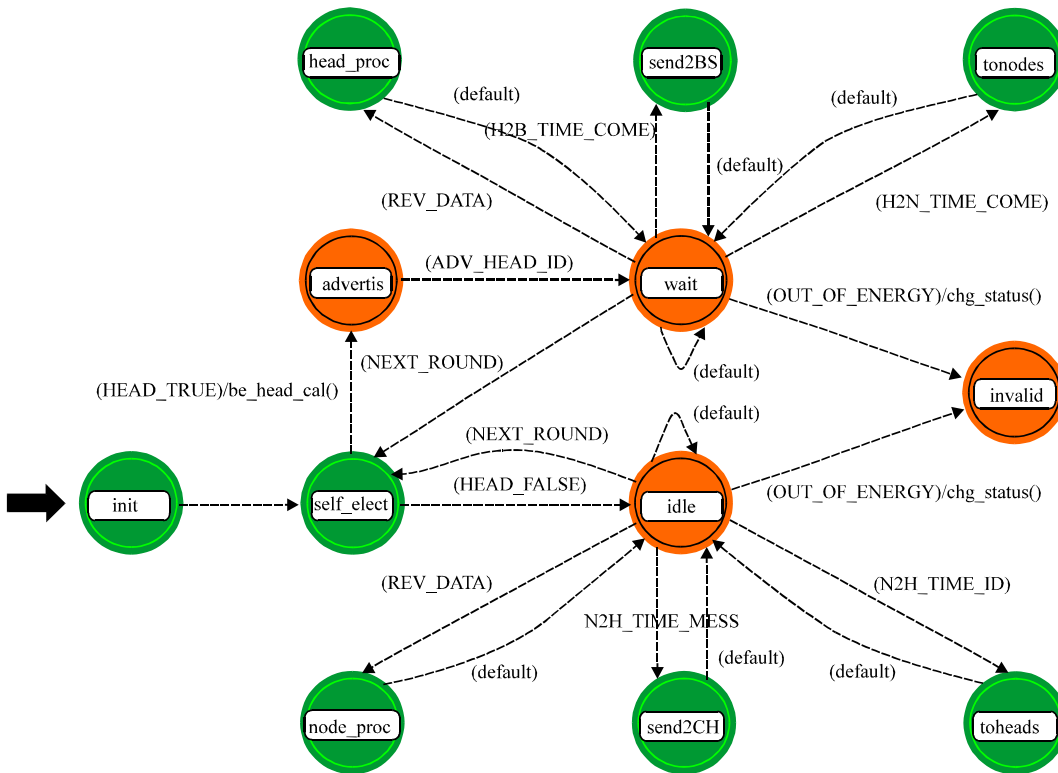 head_proc
send2BS
tonodes
(default)
(default)
(H2B_TIME_COME)
(default)
(REV_DATA)
(H2N_TIME_COME)
(ADV_HEAD_ID)
advertis
wait
(OUT_OF_ENERGY)/chg_status()
(NEXT_ROUND)
(default)
(HEAD_TRUE)/be_head_cal()
invalid
(default)
(NEXT_ROUND)
(HEAD_FALSE)
(OUT_OF_ENERGY)/chg_status()
init
self_elect
idle
(REV_DATA)
(N2H_TIME_ID)
N2H_TIME_MESS
(default)
(default)
(default)
node_proc
send2CH
toheads